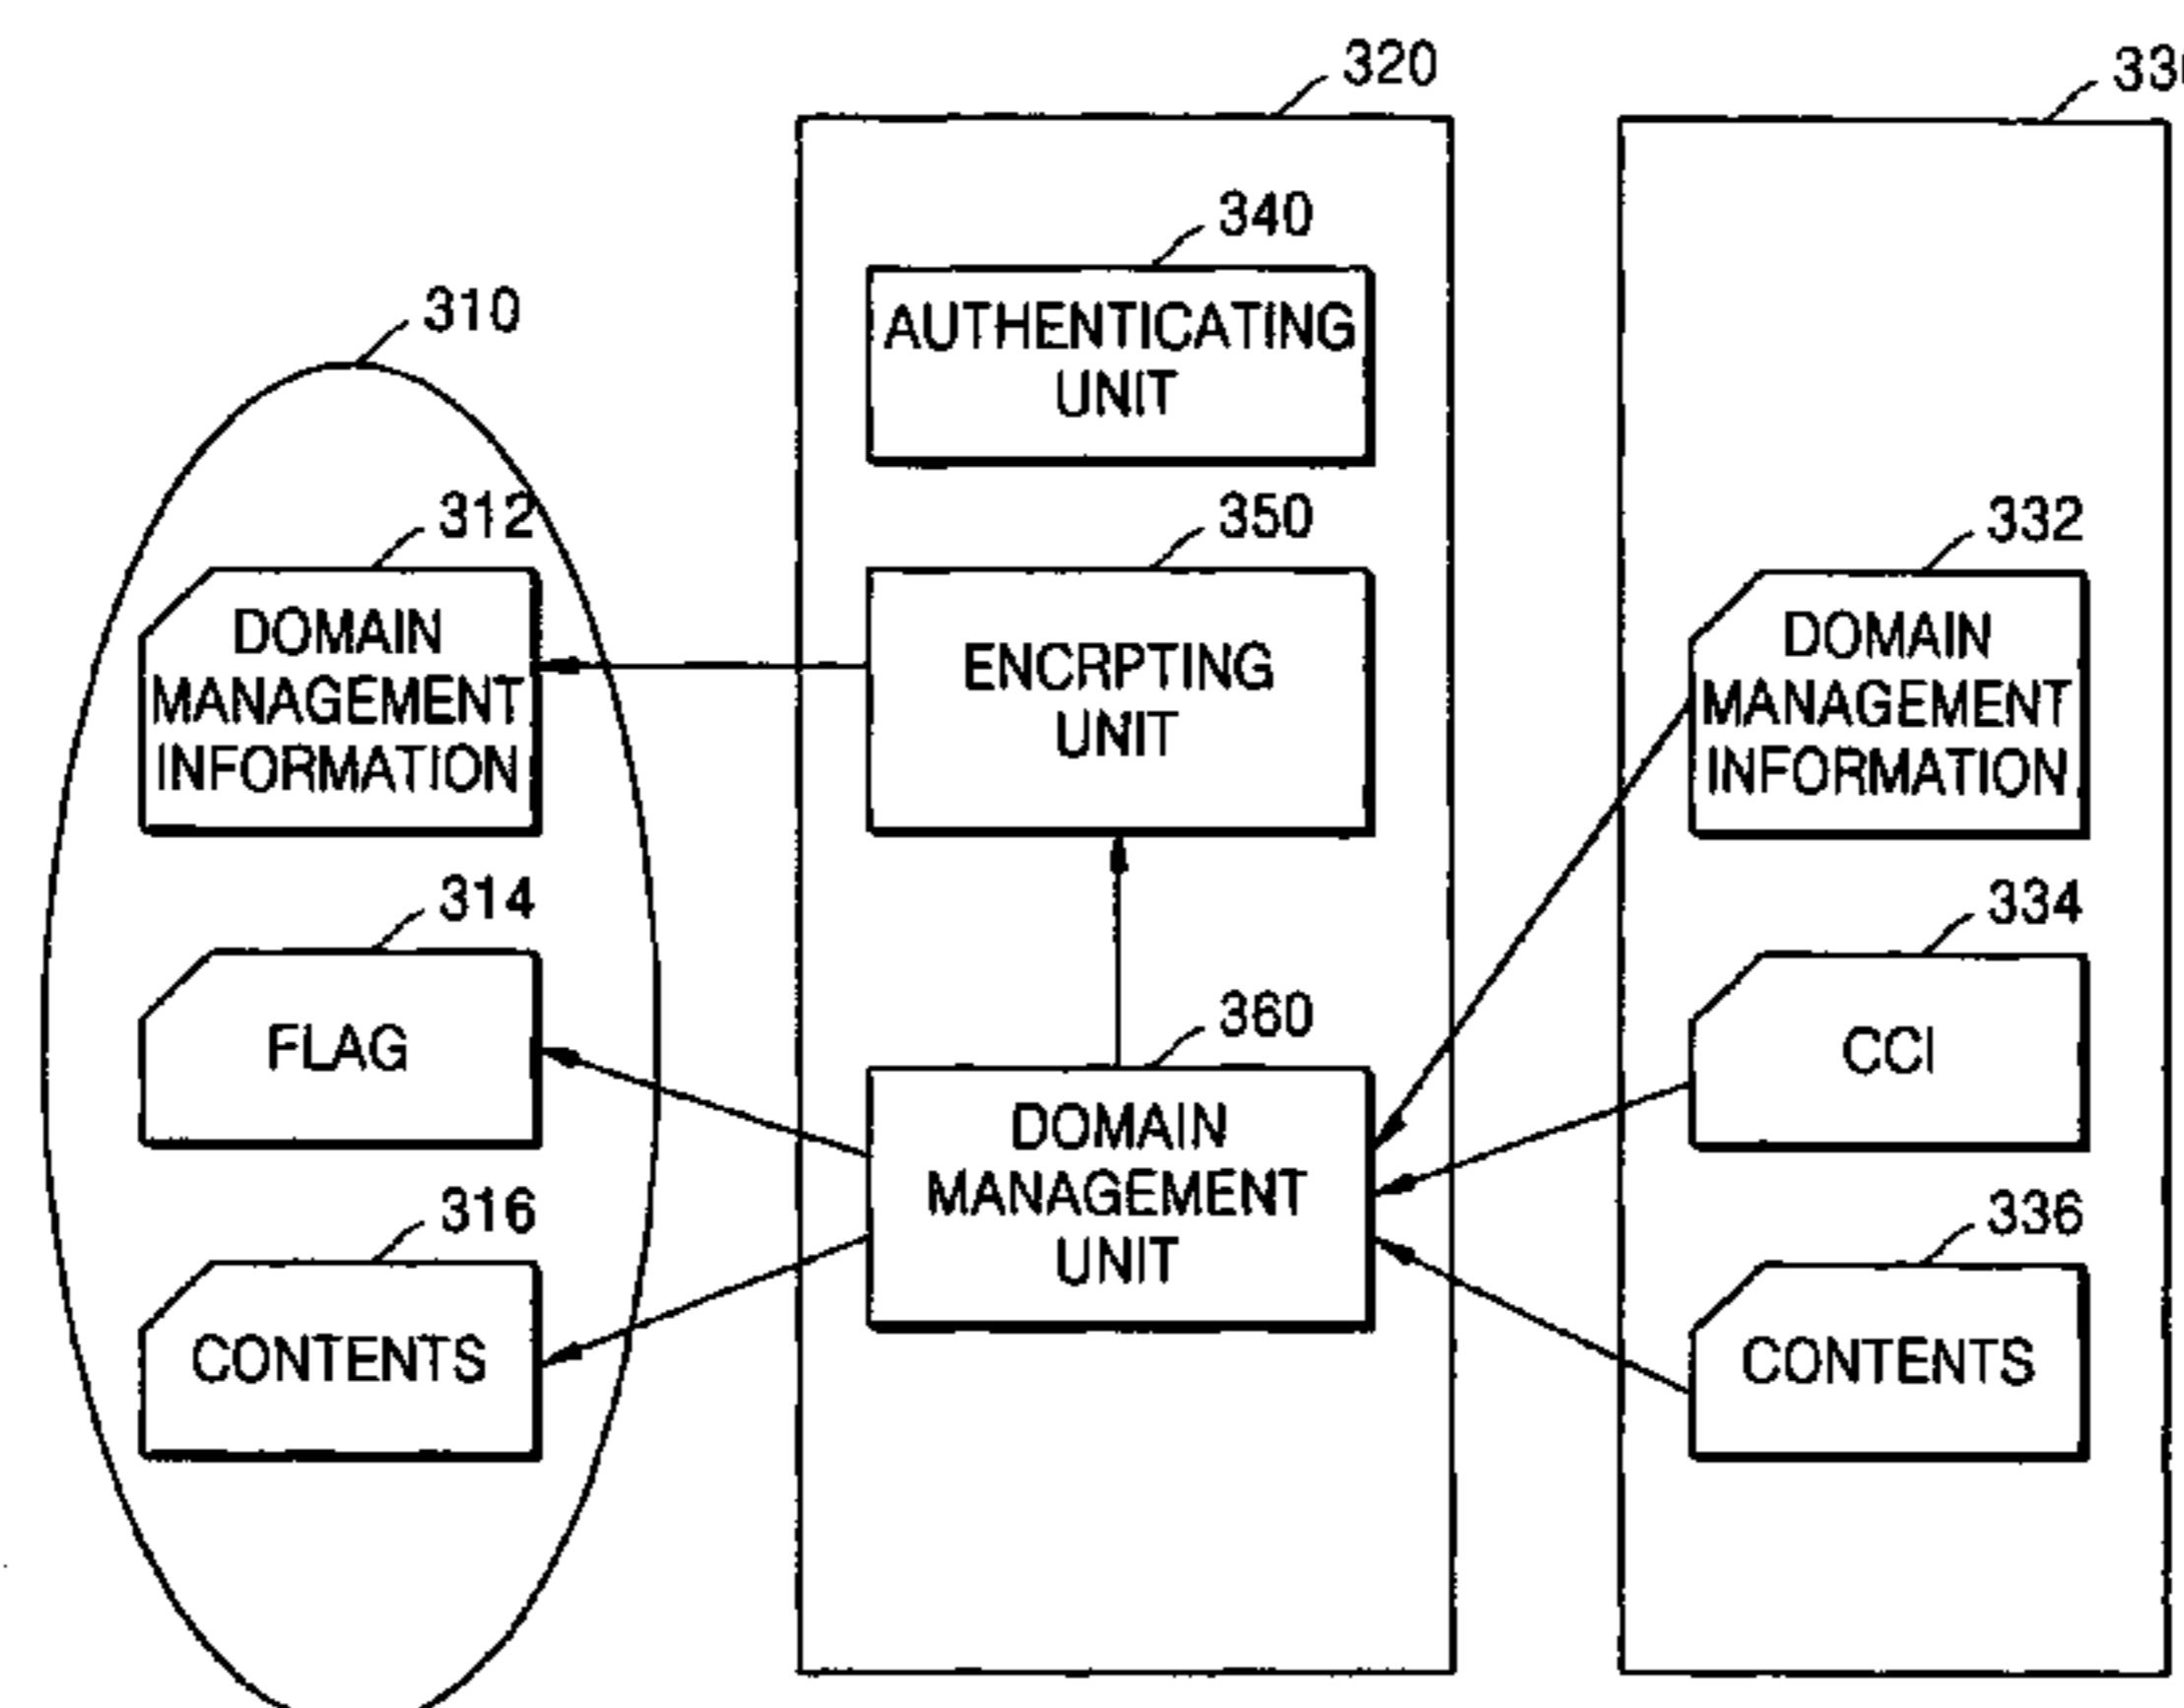 320
340
AUTHENTICATING
UNIT
310
312
DOMAIN
MANAGEMENT
INFORMATION
350
ENCRPTING
UNIT
332
DOMAIN
MANAGEMENT
INFORMATION
314
FLAG
360
DOMAIN
MANAGEMENT
UNIT
334
CCI
316
CONTENTS
336
CONTENTS